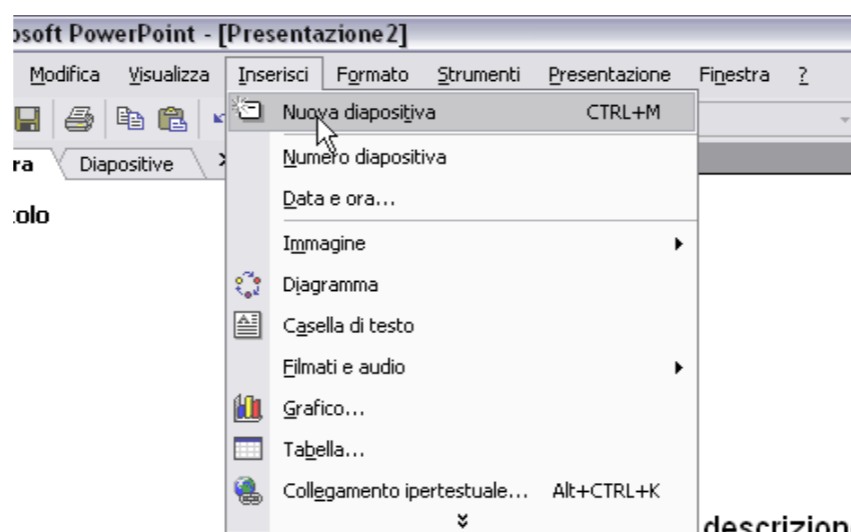 osoft PowerPoint - [Presentazione2]
Modifica Visualizza Inserisci Formato Strumenti Presentazione Finestra ?
Nuova diapositiva CTRL+M
ra Diapositive
Numero diapositiva
Data e ora...
tolo
Immagine
Diagramma
Casella di testo
Filmati e audio
Grafico...
Tabella...
Collegamento ipertestuale... Alt+CTRL+K
descrizion